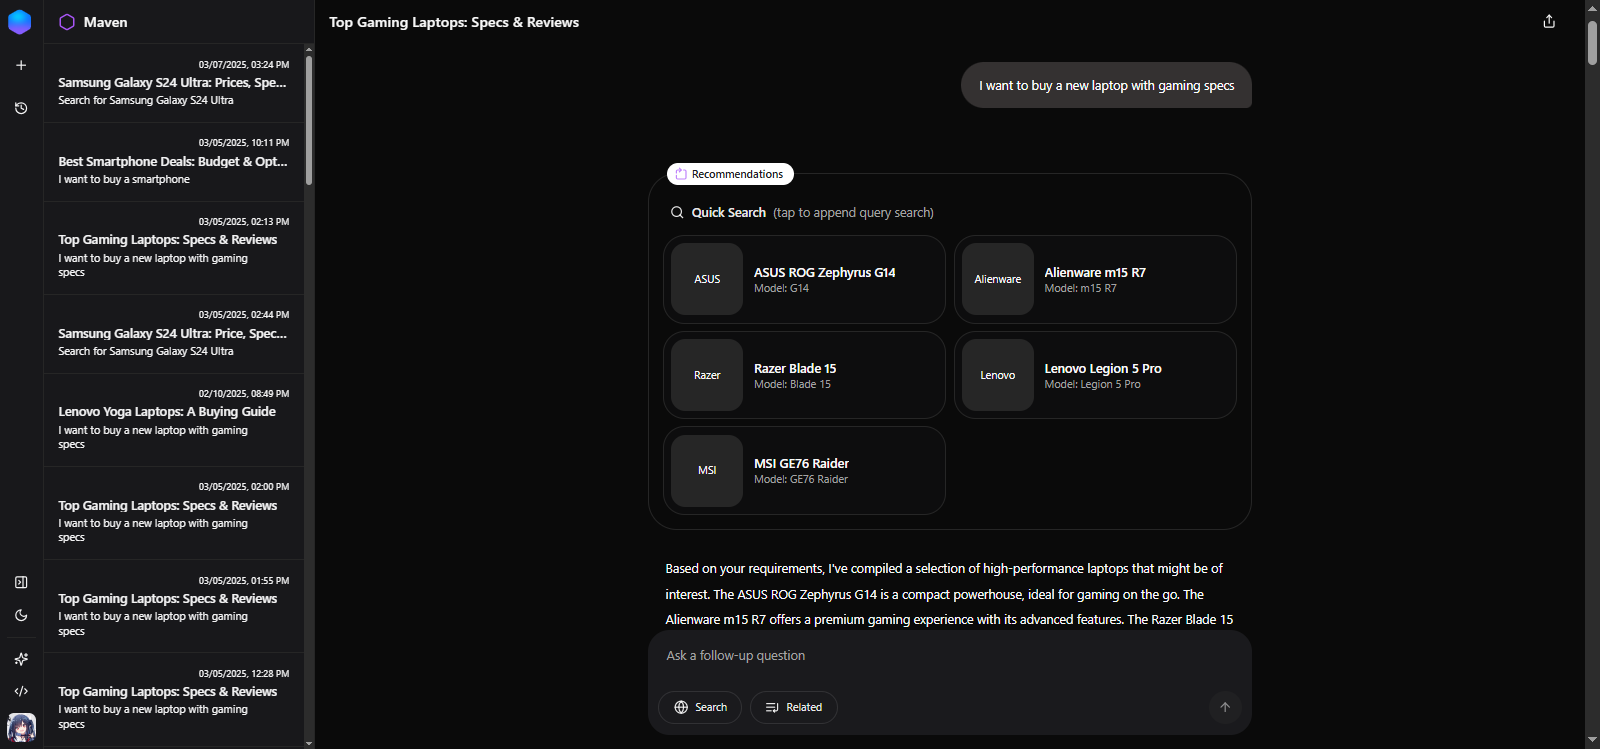 Maven
03/07/2025, 03:24 PM
Samsung Galaxy S24 Ultra: Prices, Spe...
Search for Samsung Galaxy S24 Ultra
03/05/2025, 10:11 PM
Best Smartphone Deals: Budget & Opt...
I want to buy a smartphone
03/05/2025, 02:13 PM
Top Gaming Laptops: Specs & Reviews
I want to buy a new laptop with gaming
specs
03/05/2025, 02:44 PM
Samsung Galaxy S24 Ultra: Price, Spec...
Search for Samsung Galaxy S24 Ultra
02/10/2025, 08:49 PM
Lenovo Yoga Laptops: A Buying Guide
I want to buy a new laptop with gaming
specs
03/05/2025, 02:00 PM
Top Gaming Laptops: Specs & Reviews
I want to buy a new laptop with gaming
specs
03/05/2025, 01:55 PM
Top Gaming Laptops: Specs & Reviews
I want to buy a new laptop with gaming
specs
03/05/2025, 12:28 PM
Top Gaming Laptops: Specs & Reviews
I want to buy a new laptop with gaming
specs
Top Gaming Laptops: Specs & Reviews
I want to buy a new laptop with gaming specs
Recommendations
Quick Search (tap to append query search)
ASUS
ASUS ROG Zephyrus G14
Model: G14
Alienware
Alienware m15 R7
Model: m15 R7
Razer
Razer Blade 15
Model: Blade 15
Lenovo
Lenovo Legion 5 Pro
Model: Legion 5 Pro
MSI
MSI GE76 Raider
Model: GE76 Raider
Based on your requirements, I've compiled a selection of high-performance laptops that might be of
interest. The ASUS ROG Zephyrus G14 is a compact powerhouse, ideal for gaming on the go. The
Alienware m15 R7 offers a premium gaming experience with its advanced features. The Razer Blade 15
Ask a follow-up question
Search
Related